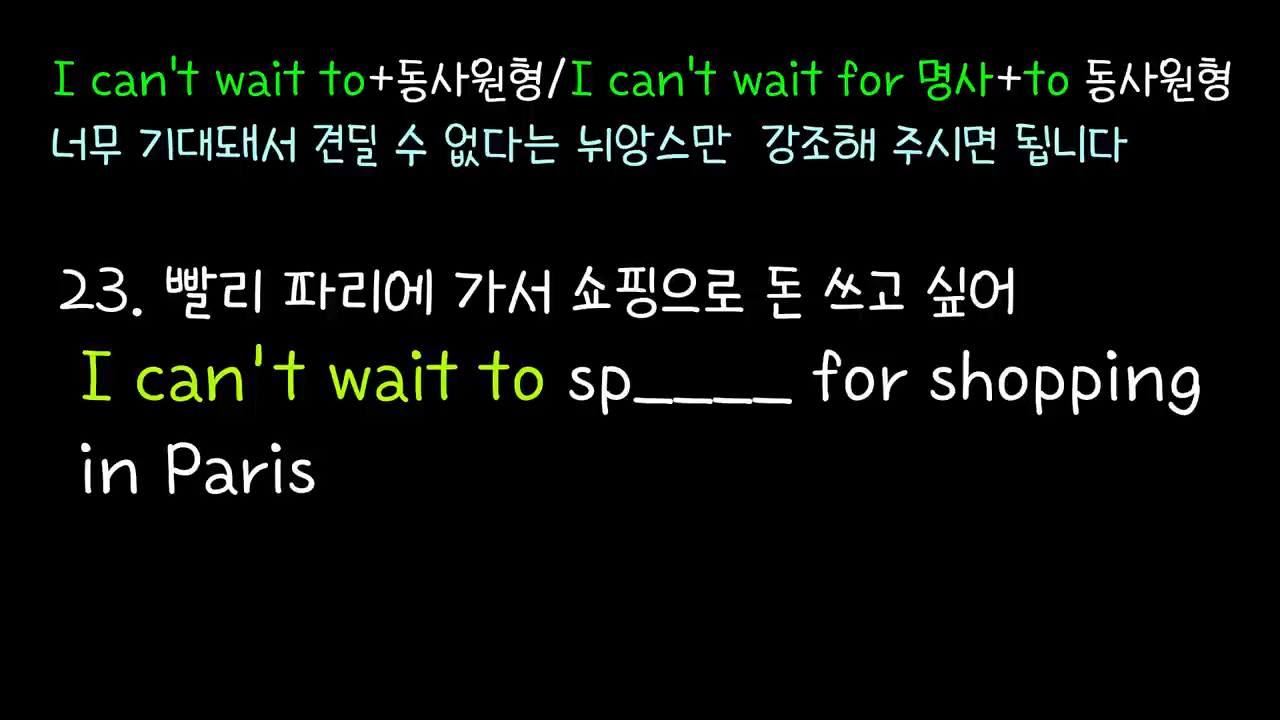 I can't wait to+동사원형/I can't wait for 명사+to 동사원형
너무 기대돼서 견딜 수 없다는 뉘앙스만 강조해 주시면 됩니다
23. 빨리 파리에 가서 쇼핑으로 돈 쓰고 싶어
I can't wait to sp____ for shopping
in Paris